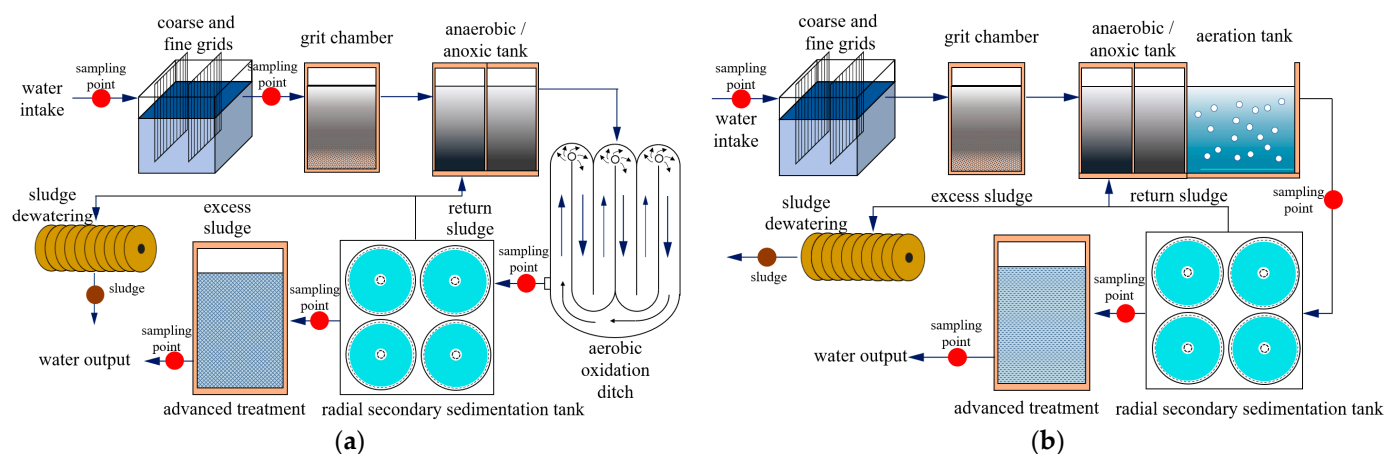 coarse and
fine grids
grit chamber
anaerobic /
anoxic tank
sampling
point
sampling
point
water
intake
sludge
dewatering
excess
sludge
return
sludge
sampling
point
sludge
sampling
point
sampling
point
water output
aerobic
oxidation
ditch
advanced treatment
radial secondary sedimentation tank
(a)
coarse and
fine grids
grit chamber
anaerobic /
anoxic tank
aeration tank
sampling
point
water
intake
sampling
point
excess sludge
return sludge
sludge
dewatering
sludge
sampling
point
sampling
point
water output
advanced treatment
radial secondary sedimentation tank
(b)